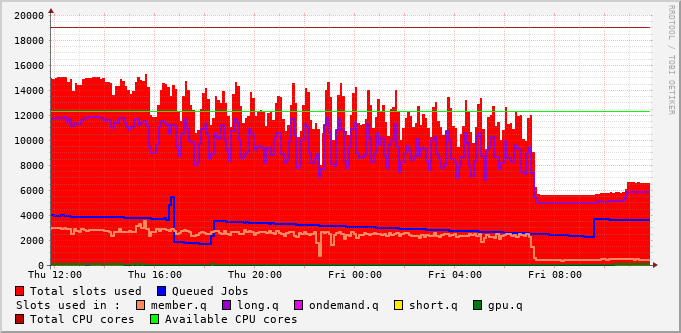 20000
18000
16000
14000
12000
10000
8000
6000
4000
2000
0
Thu 12:00 Thu 16:00 Thu 20:00 Fri 00:00 Fri 04:00 Fri 08:00
Total slots used Queued Jobs
Slots used in : member.q long.q ondemand.q short.q gpu.q
Total CPU cores Available CPU cores
RRDTOOL / TOBI OETIKER